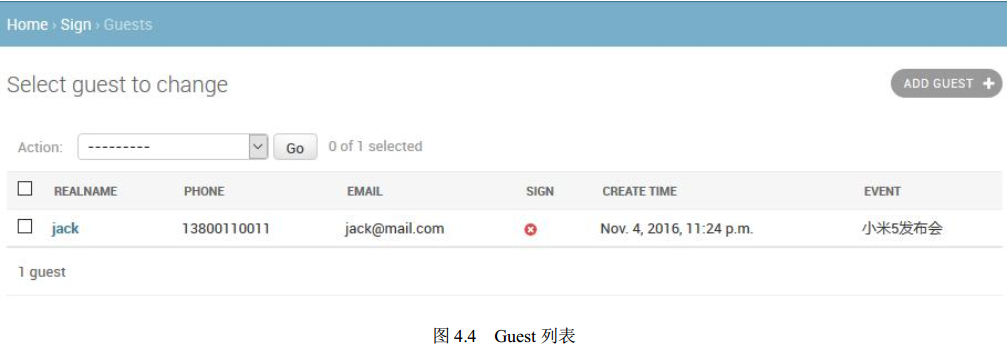 Home › Sign › Guests
Select guest to change
ADD GUEST +
Action: --------- Go 0 of 1 selected
REALNAME PHONE EMAIL SIGN CREATE TIME EVENT
jack 13800110011 jack@mail.com Nov. 4, 2016, 11:24 p.m. 小米5发布会
1 guest
图 4.4 Guest 列表